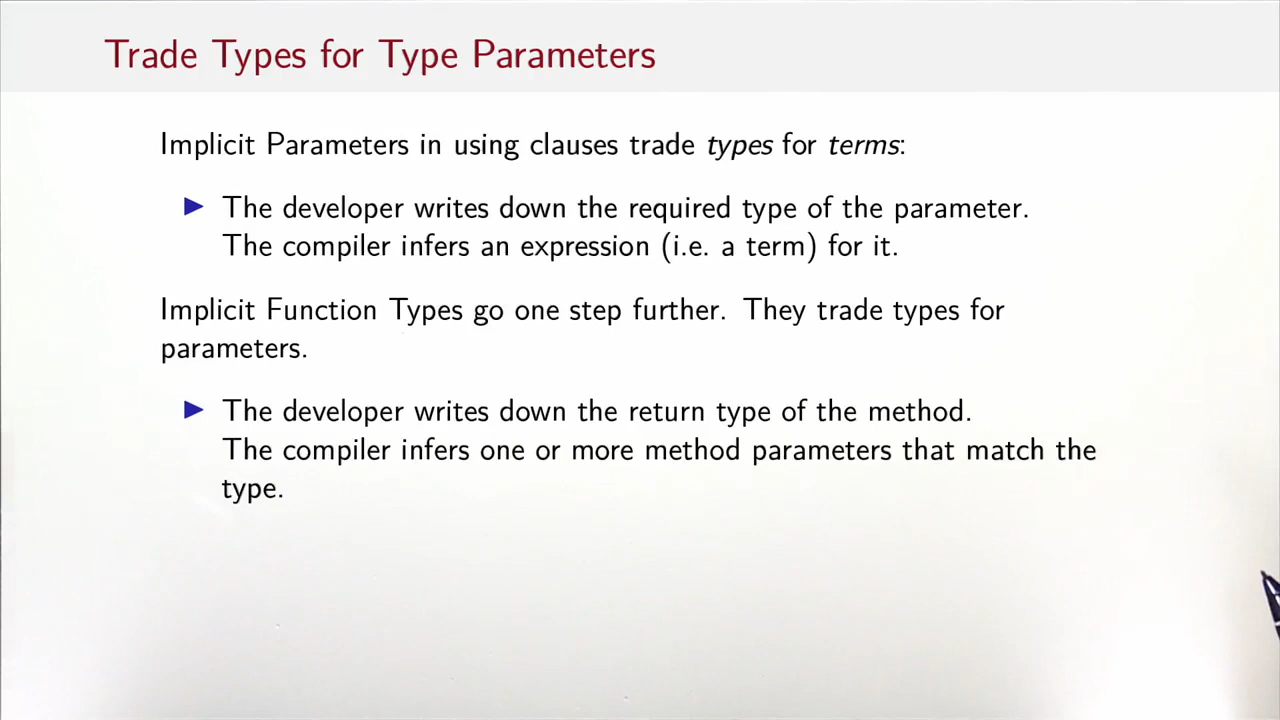 Trade Types for Type Parameters
Implicit Parameters in using clauses trade types for terms:
The developer writes down the required type of the parameter.
The compiler infers an expression (i.e. a term) for it.
Implicit Function Types go one step further. They trade types for
parameters.
The developer writes down the return type of the method.
The compiler infers one or more method parameters that match the
type.